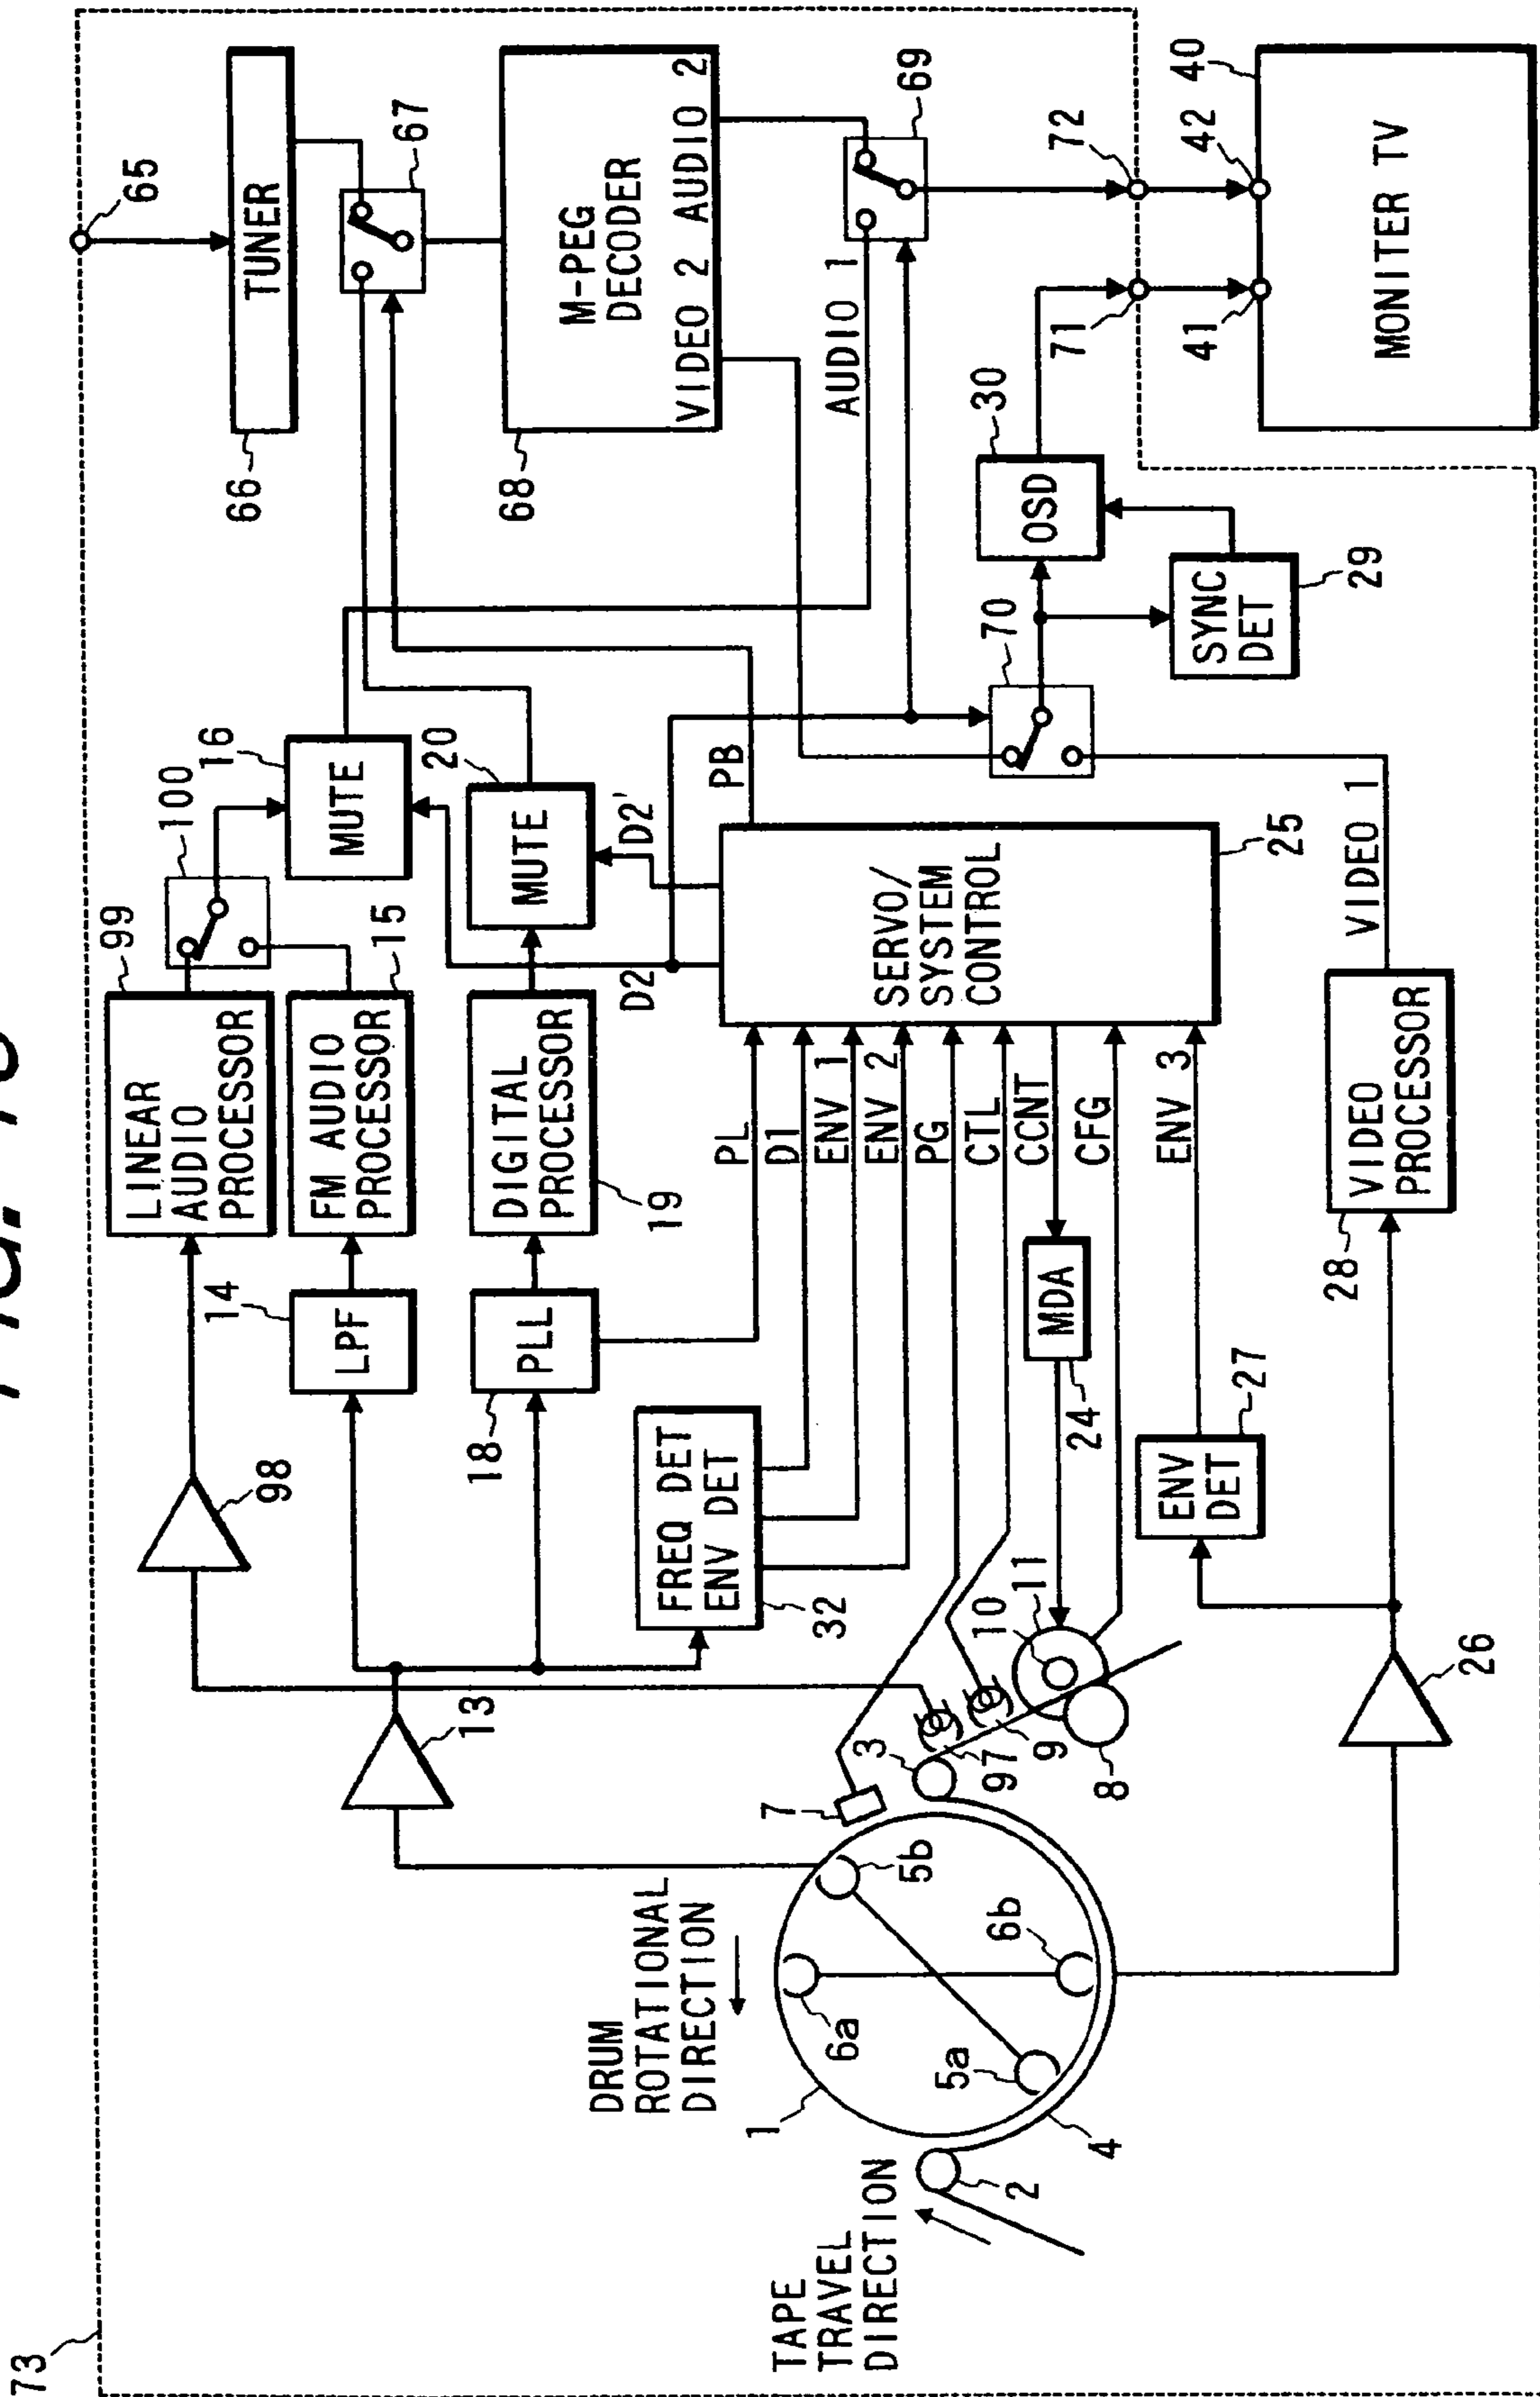 73
65
TUNER
66
67
M-PEG
DECODER
VIDEO 2 AUDIO 2
68
69
AUDIO 1
72
71
42
41
40
MONITER TV
30
OSD
SYNC
DET
29
70
16
MUTE
100
20
MUTE
D2'
PB
D2
99
LINEAR
AUDIO
PROCESSOR
FM AUDIO
PROCESSOR
15
DIGITAL
PROCESSOR
19
SERVO/
SYSTEM
CONTROL
25
VIDEO 1
PL
D1
ENV 1
ENV 2
PG
CTL
CCNT
CFG
ENV 3
VIDEO
PROCESSOR
28
14
LPF
PLL
18
MDA
24
98
FREQ DET
ENV DET
32
ENV
DET
27
13
10
11
26
3
97
9
8
7
5b
6b
6a
5a
1
4
2
DRUM
ROTATIONAL
DIRECTION
TAPE
TRAVEL
DIRECTION